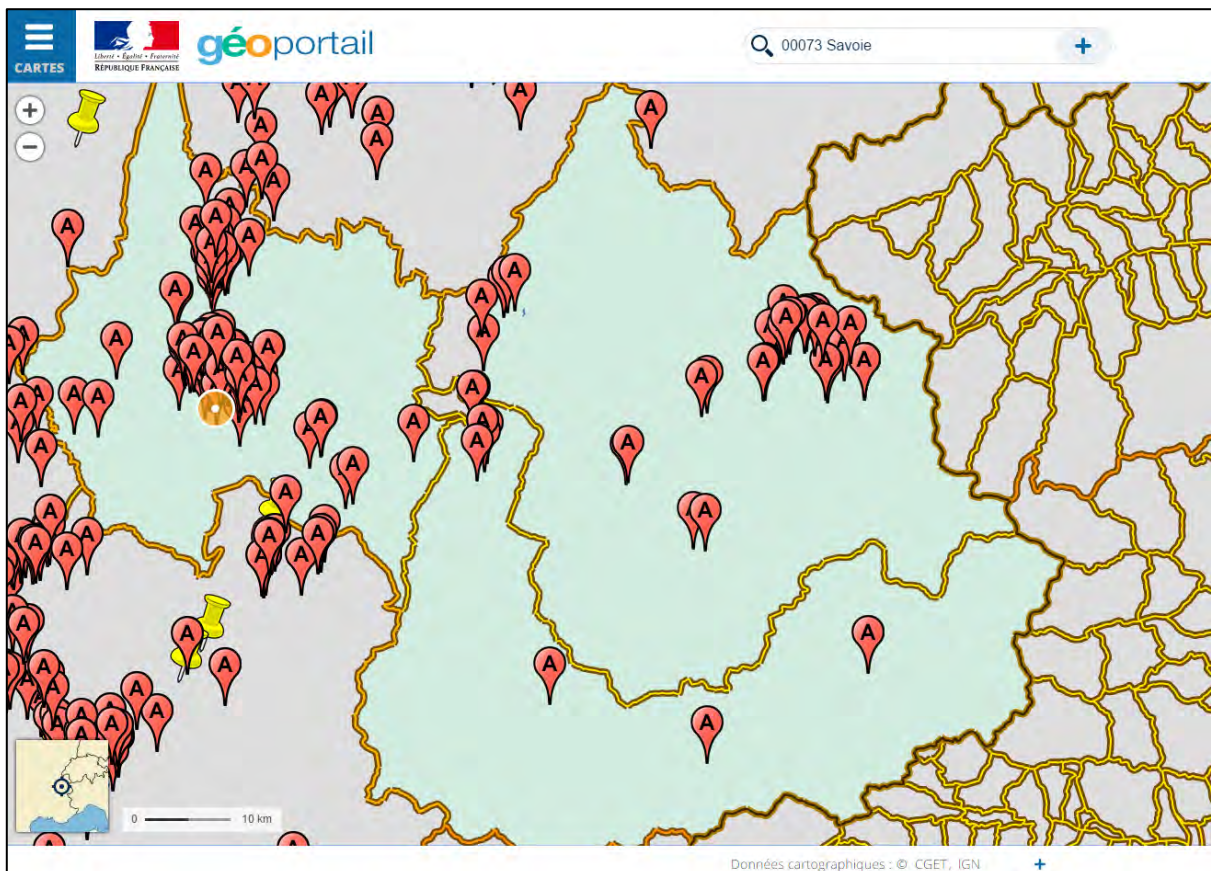 CARTES
Liberté • Égalité • Fraternité
RÉPUBLIQUE FRANÇAISE
géoportail
00073 Savoie
+
+
−
A
0 10 km
Données cartographiques : © CGET, IGN +